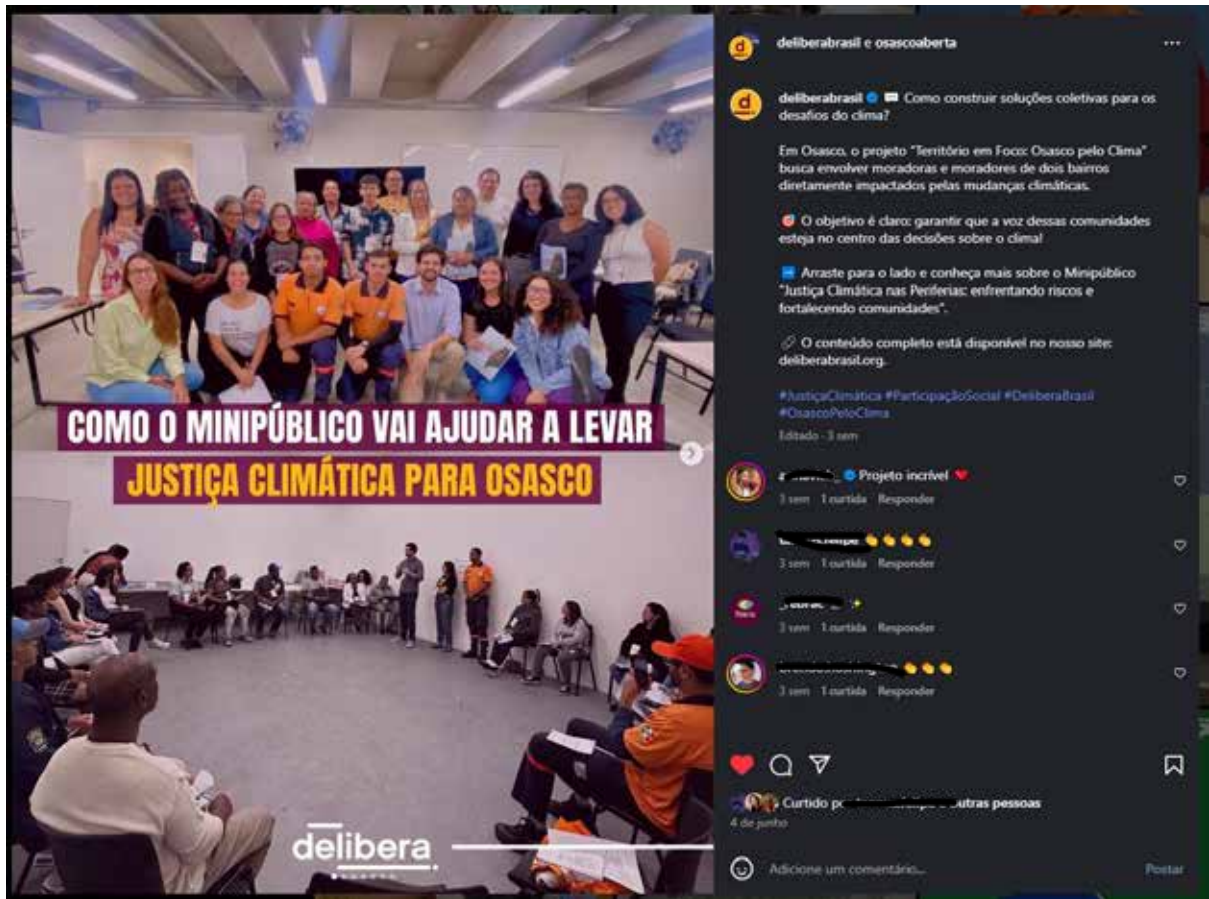 COMO O MINIPÚBLICO VAI AJUDAR A LEVAR
JUSTIÇA CLIMÁTICA PARA OSASCO
delibera
deliberabrasil e osascoaberta
deliberabrasil Como construir soluções coletivas para os
desafios do clima?
Em Osasco, o projeto "Território em Foco: Osasco pelo Clima"
busca envolver moradoras e moradores de dois bairros
diretamente impactados pelas mudanças climáticas.
O objetivo é claro: garantir que a voz dessas comunidades
esteja no centro das decisões sobre o clima!
Arraste para o lado e conheça mais sobre o Minipúblico
"Justiça Climática nas Periferias: enfrentando riscos e
fortalecendo comunidades".
O conteúdo completo está disponível no nosso site:
deliberabrasil.org.
#JustiçaClimática #ParticipaçãoSocial #DeliberaBrasil
#OsascoPeloClima
Editado · 3 sem
Projeto incrível
3 sem 1 curtida Responder
3 sem 1 curtida Responder
3 sem 1 curtida Responder
3 sem 1 curtida Responder
Curtido por outras pessoas
4 de junho
Adicione um comentário...
Postar